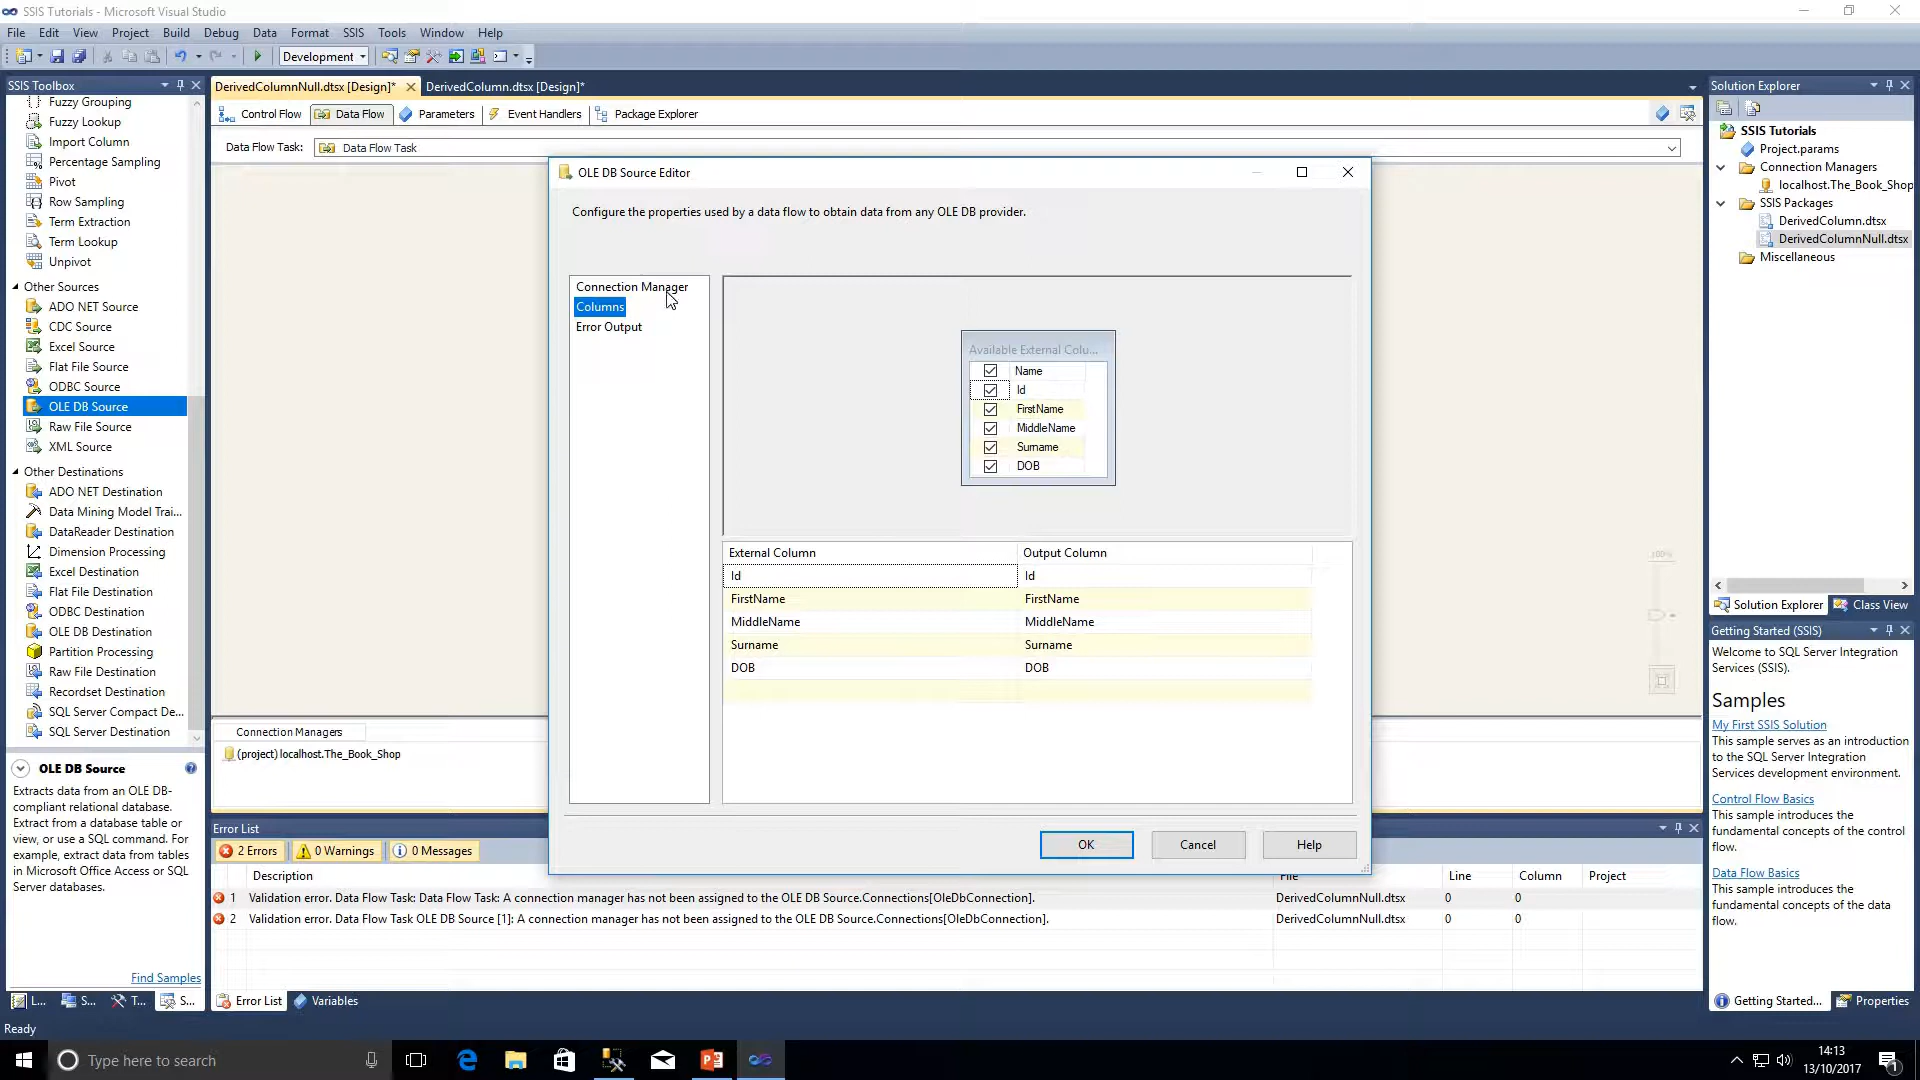 SSIS Tutorials - Microsoft Visual Studio
File Edit View Project Build Debug Data Format SSIS Tools Window Help
Development
SSIS Toolbox
Fuzzy Grouping
Fuzzy Lookup
Import Column
Percentage Sampling
Pivot
Row Sampling
Term Extraction
Term Lookup
Unpivot
Other Sources
ADO NET Source
CDC Source
Excel Source
Flat File Source
ODBC Source
OLE DB Source
Raw File Source
XML Source
Other Destinations
ADO NET Destination
Data Mining Model Trai...
DataReader Destination
Dimension Processing
Excel Destination
Flat File Destination
ODBC Destination
OLE DB Destination
Partition Processing
Raw File Destination
Recordset Destination
SQL Server Compact De...
SQL Server Destination
OLE DB Source
Extracts data from an OLE DB-
compliant relational database.
Extract from a database table or
view, or use a SQL command. For
example, extract data from tables
in Microsoft Office Access or SQL
Server databases.
Find Samples
L... S... T... S...
DerivedColumnNull.dtsx [Design]* DerivedColumn.dtsx [Design]*
Control Flow Data Flow Parameters Event Handlers Package Explorer
Data Flow Task: Data Flow Task
OLE DB Source Editor
Configure the properties used by a data flow to obtain data from any OLE DB provider.
Connection Manager
Columns
Error Output
Available External Colu...
Name
Id
FirstName
MiddleName
Surname
DOB
External Column Output Column
Id Id
FirstName FirstName
MiddleName MiddleName
Surname Surname
DOB DOB
OK Cancel Help
100%
Connection Managers
(project) localhost.The_Book_Shop
Error List
2 Errors 0 Warnings 0 Messages
Description File Line Column Project
1 Validation error. Data Flow Task: Data Flow Task: A connection manager has not been assigned to the OLE DB Source.Connections[OleDbConnection]. DerivedColumnNull.dtsx 0 0
2 Validation error. Data Flow Task OLE DB Source [1]: A connection manager has not been assigned to the OLE DB Source.Connections[OleDbConnection]. DerivedColumnNull.dtsx 0 0
Error List Variables
Solution Explorer
SSIS Tutorials
Project.params
Connection Managers
localhost.The_Book_Shop
SSIS Packages
DerivedColumn.dtsx
DerivedColumnNull.dtsx
Miscellaneous
Solution Explorer Class View
Getting Started (SSIS)
Welcome to SQL Server Integration
Services (SSIS).
Samples
My First SSIS Solution
This sample serves as an introduction
to the SQL Server Integration
Services development environment.
Control Flow Basics
This sample introduces the
fundamental concepts of the control
flow.
Data Flow Basics
This sample introduces the
fundamental concepts of the data
flow.
Getting Started... Properties
Ready
Type here to search
14:13
13/10/2017
1